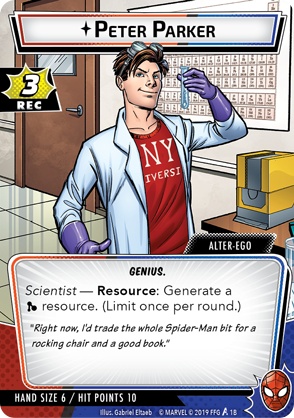 PETER PARKER
3
REC
NY
IVERSI
ALTER-EGO
GENIUS.
Scientist — Resource: Generate a
resource. (Limit once per round.)
"Right now, I'd trade the whole Spider-Man bit for a
rocking chair and a good book."
HAND SIZE 6 / HIT POINTS 10
Illus. Gabriel Eltaeb © MARVEL © 2019 FFG 1B